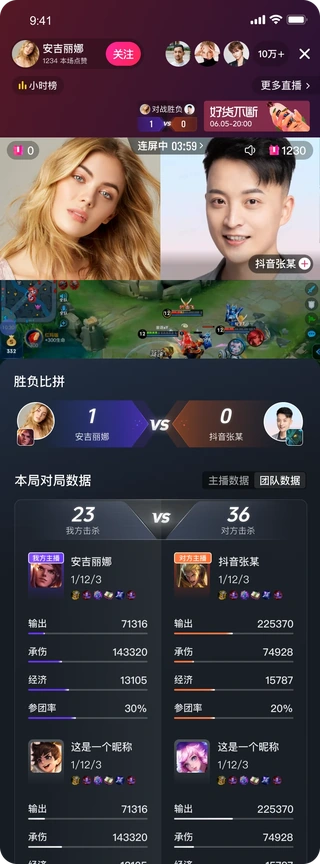 9:41
安吉丽娜
1234 本场点赞
关注
10万+
小时榜
更多直播 >
对战胜负
1 vs 0
好货不断
06.05-20:00
0
连屏中 03:59 >
1230
抖音张某
332
胜负比拼
1 VS 0
安吉丽娜
抖音张某
本局对局数据
主播数据
团队数据
23 VS 36
我方击杀
对方击杀
我方主播
安吉丽娜
1/12/3
对方主播
抖音张某
1/12/3
输出 71316
输出 225370
承伤 143320
承伤 74928
经济 13105
经济 15787
参团率 30%
参团率 20%
这是一个昵称
1/12/3
这是一个昵称
1/12/3
输出 71316
输出 225370
承伤 143320
承伤 74928